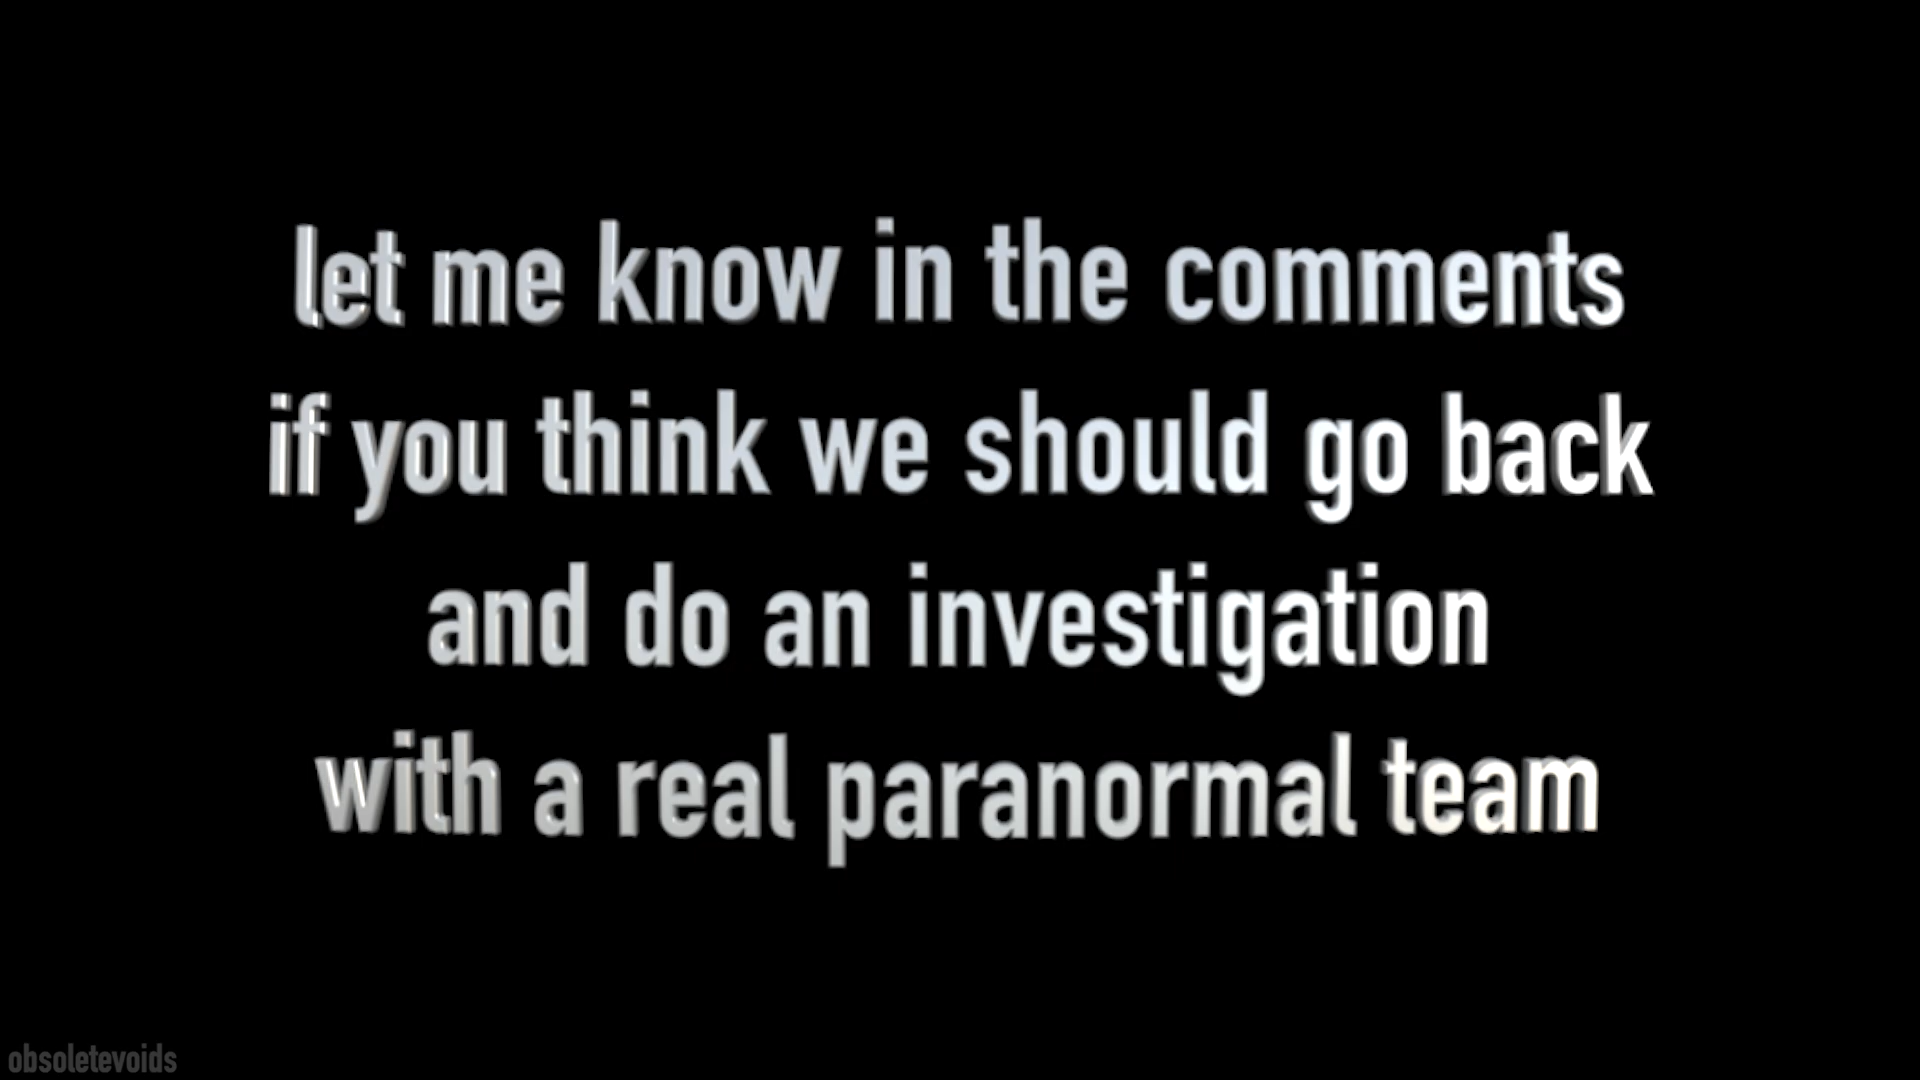 let me know in the comments
if you think we should go back
and do an investigation
with a real paranormal team
obsoletevoids